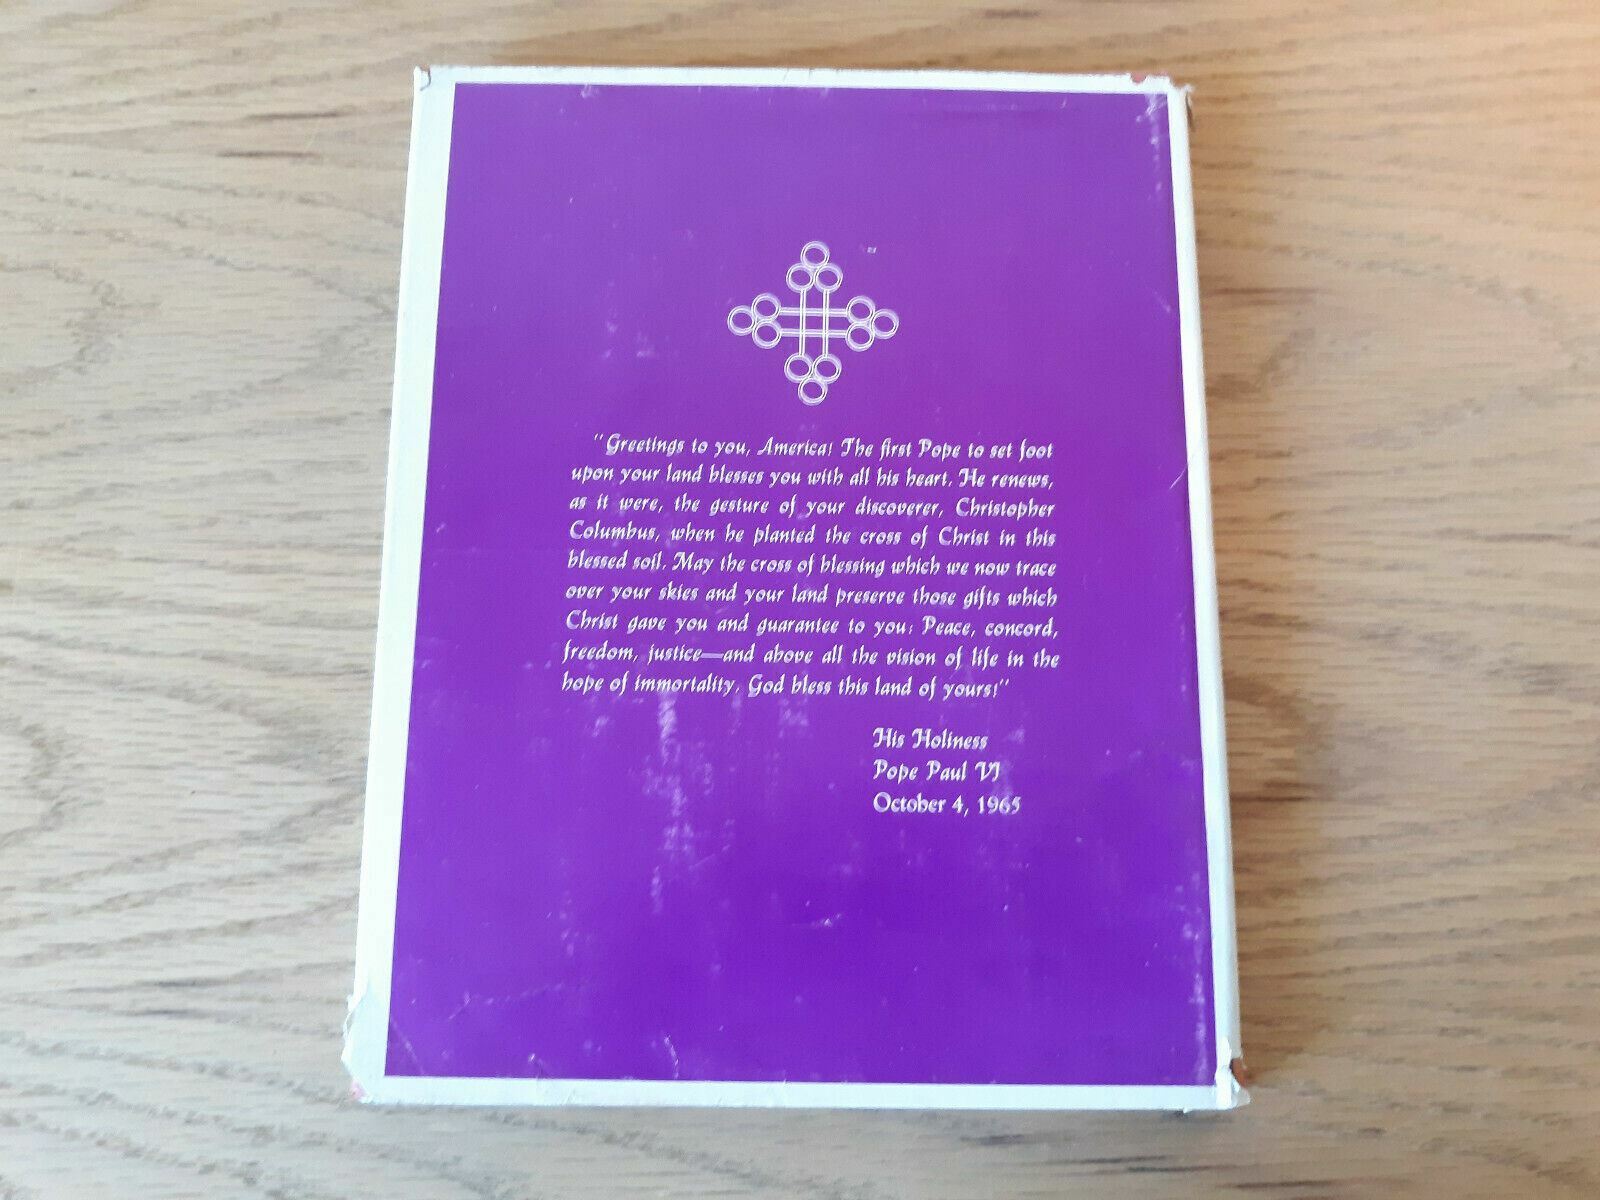 "Greetings to you, America! The first Pope to set foot
upon your land blesses you with all his heart. He renews,
as it were, the gesture of your discoverer, Christopher
Columbus, when he planted the cross of Christ in this
blessed soil. May the cross of blessing which we now trace
over your skies and your land preserve those gifts which
Christ gave you and guarantee to you: Peace, concord,
freedom, justice—and above all the vision of life in the
hope of immortality. God bless this land of yours!"
His Holiness
Pope Paul VI
October 4, 1965